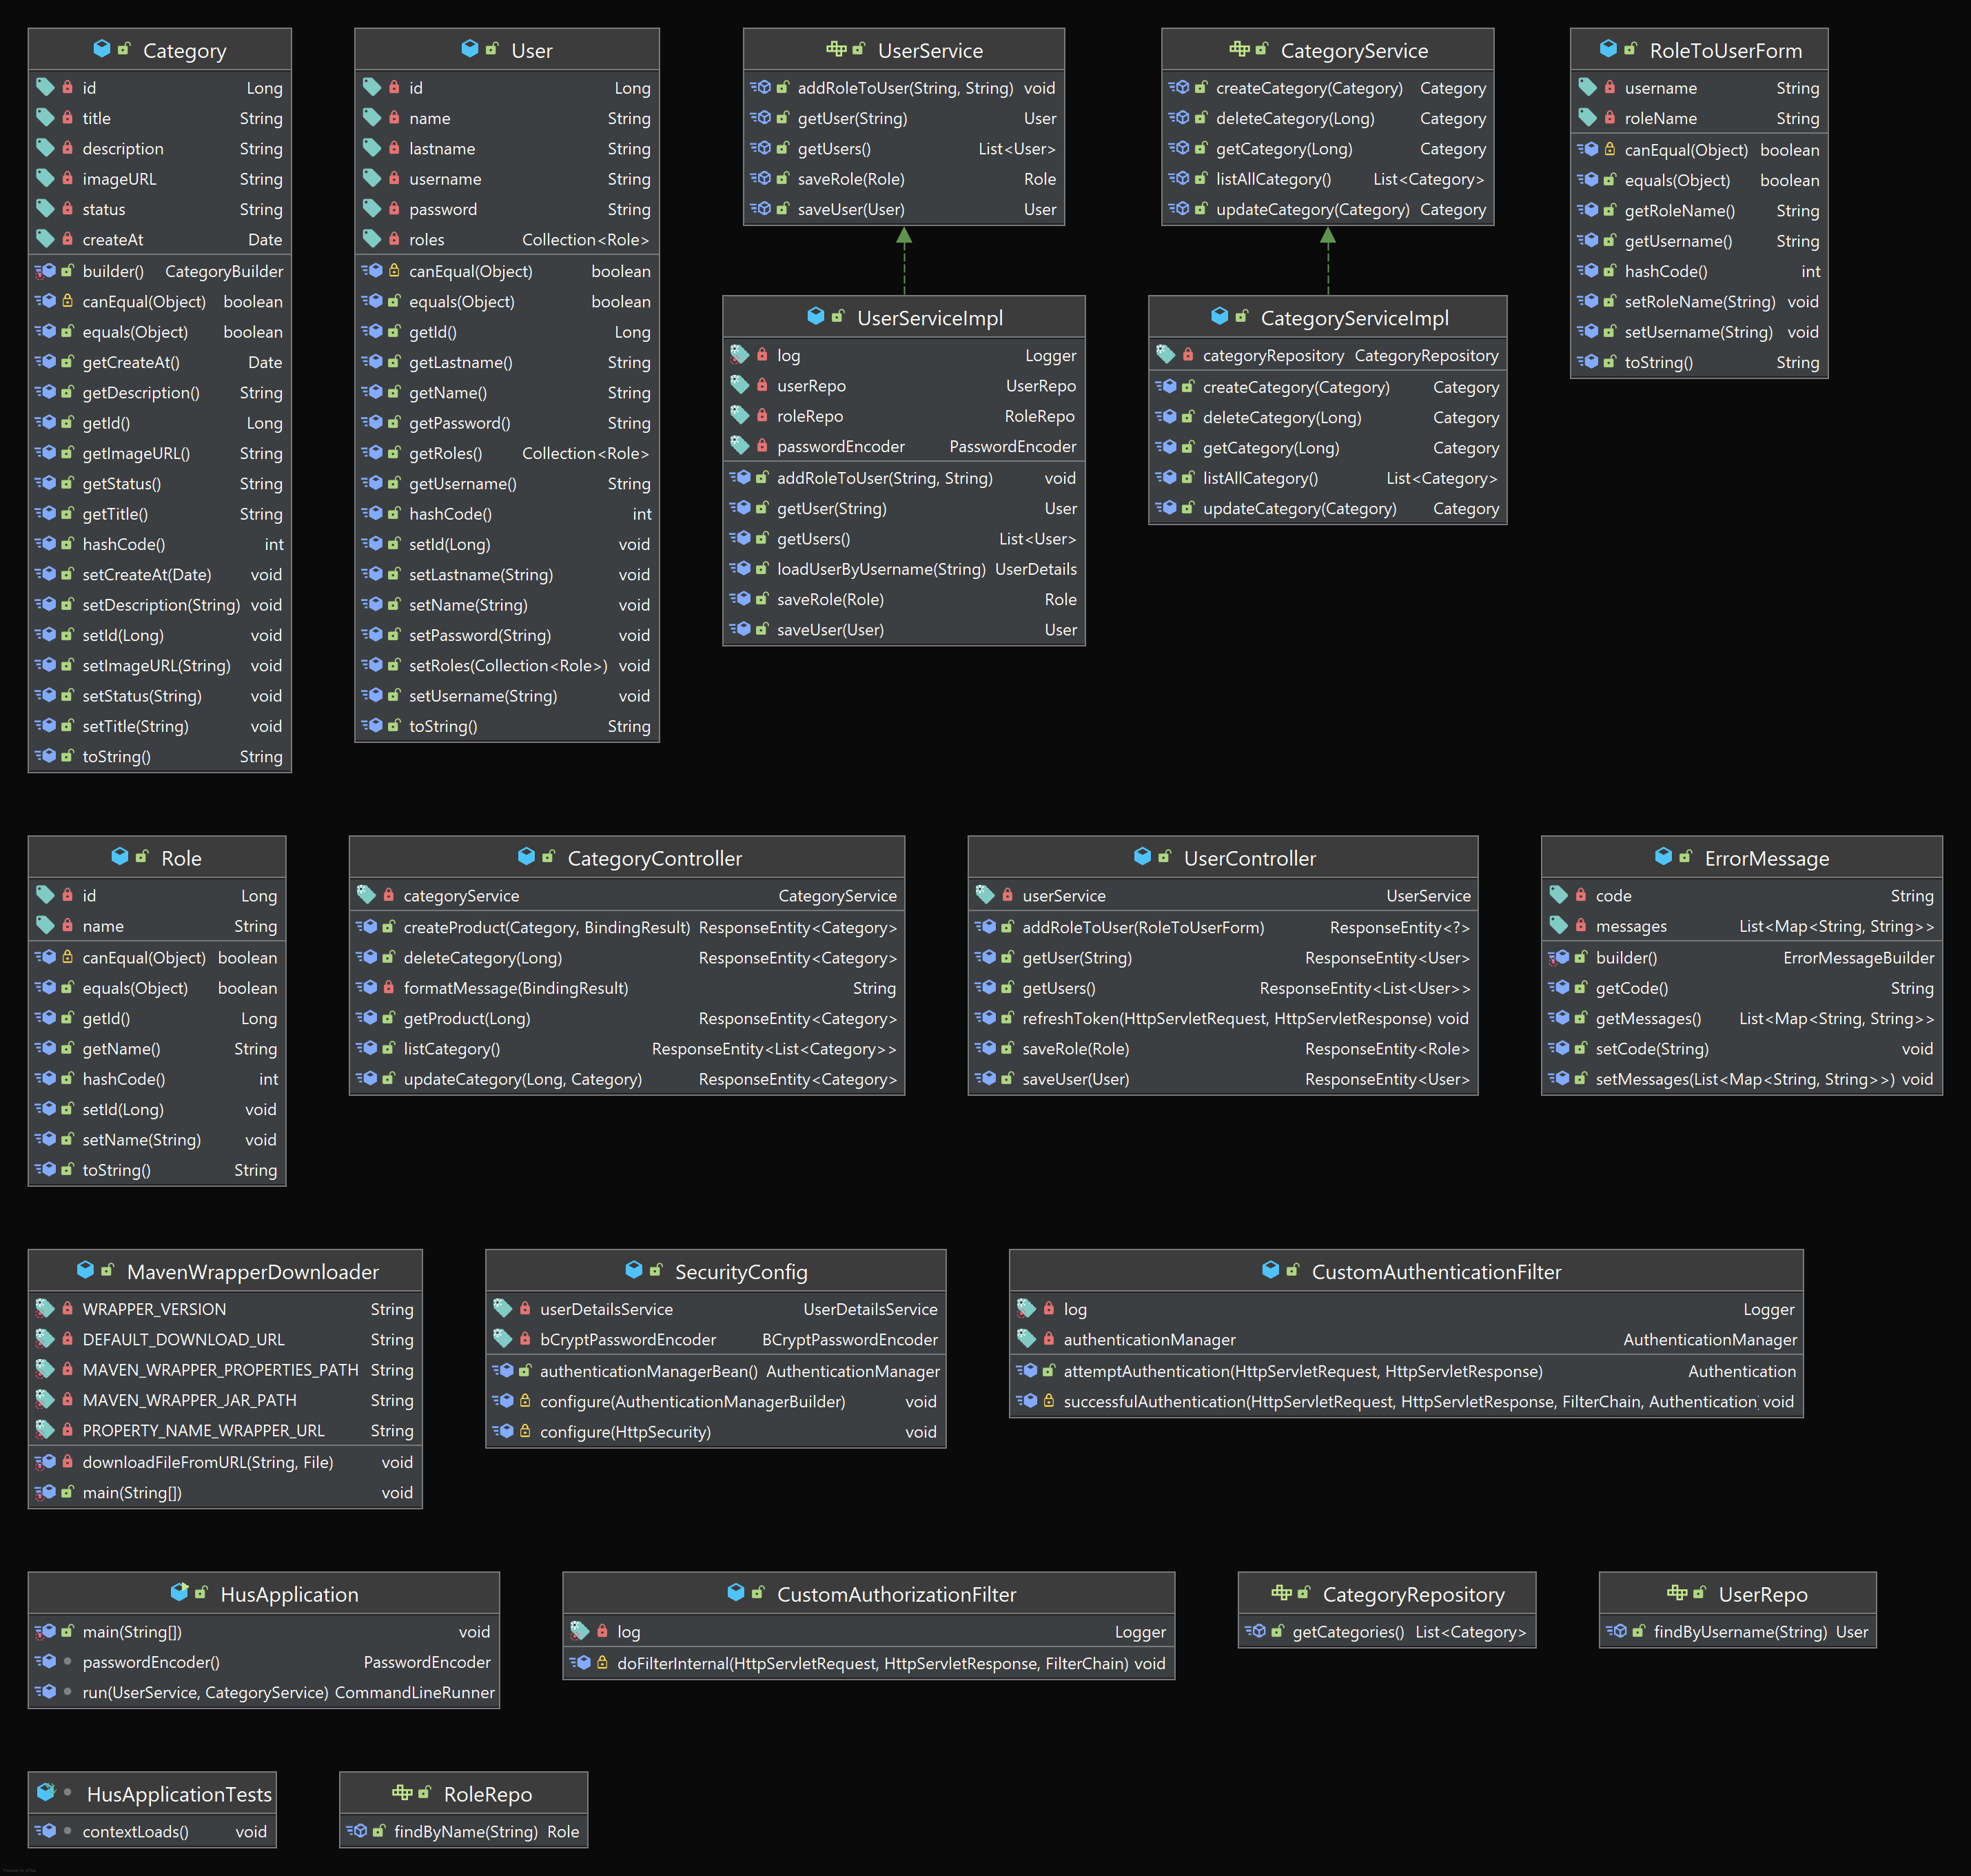 Category
id Long
title String
description String
imageURL String
status String
createAt Date
builder() CategoryBuilder
canEqual(Object) boolean
equals(Object) boolean
getCreateAt() Date
getDescription() String
getId() Long
getImageURL() String
getStatus() String
getTitle() String
hashCode() int
setCreateAt(Date) void
setDescription(String) void
setId(Long) void
setImageURL(String) void
setStatus(String) void
setTitle(String) void
toString() String
User
id Long
name String
lastname String
username String
password String
roles Collection<Role>
canEqual(Object) boolean
equals(Object) boolean
getId() Long
getLastname() String
getName() String
getPassword() String
getRoles() Collection<Role>
getUsername() String
hashCode() int
setId(Long) void
setLastname(String) void
setName(String) void
setPassword(String) void
setRoles(Collection<Role>) void
setUsername(String) void
toString() String
UserService
addRoleToUser(String, String) void
getUser(String) User
getUsers() List<User>
saveRole(Role) Role
saveUser(User) User
UserServiceImpl
log Logger
userRepo UserRepo
roleRepo RoleRepo
passwordEncoder PasswordEncoder
addRoleToUser(String, String) void
getUser(String) User
getUsers() List<User>
loadUserByUsername(String) UserDetails
saveRole(Role) Role
saveUser(User) User
CategoryService
createCategory(Category) Category
deleteCategory(Long) Category
getCategory(Long) Category
listAllCategory() List<Category>
updateCategory(Category) Category
CategoryServiceImpl
categoryRepository CategoryRepository
createCategory(Category) Category
deleteCategory(Long) Category
getCategory(Long) Category
listAllCategory() List<Category>
updateCategory(Category) Category
RoleToUserForm
username String
roleName String
canEqual(Object) boolean
equals(Object) boolean
getRoleName() String
getUsername() String
hashCode() int
setRoleName(String) void
setUsername(String) void
toString() String
Role
id Long
name String
canEqual(Object) boolean
equals(Object) boolean
getId() Long
getName() String
hashCode() int
setId(Long) void
setName(String) void
toString() String
CategoryController
categoryService CategoryService
createProduct(Category, BindingResult) ResponseEntity<Category>
deleteCategory(Long) ResponseEntity<Category>
formatMessage(BindingResult) String
getProduct(Long) ResponseEntity<Category>
listCategory() ResponseEntity<List<Category>>
updateCategory(Long, Category) ResponseEntity<Category>
UserController
userService UserService
addRoleToUser(RoleToUserForm) ResponseEntity<?>
getUser(String) ResponseEntity<User>
getUsers() ResponseEntity<List<User>>
refreshToken(HttpServletRequest, HttpServletResponse) void
saveRole(Role) ResponseEntity<Role>
saveUser(User) ResponseEntity<User>
ErrorMessage
code String
messages List<Map<String, String>>
builder() ErrorMessageBuilder
getCode() String
getMessages() List<Map<String, String>>
setCode(String) void
setMessages(List<Map<String, String>>) void
MavenWrapperDownloader
WRAPPER_VERSION String
DEFAULT_DOWNLOAD_URL String
MAVEN_WRAPPER_PROPERTIES_PATH String
MAVEN_WRAPPER_JAR_PATH String
PROPERTY_NAME_WRAPPER_URL String
downloadFileFromURL(String, File) void
main(String[]) void
SecurityConfig
userDetailsService UserDetailsService
bCryptPasswordEncoder BCryptPasswordEncoder
authenticationManagerBean() AuthenticationManager
configure(AuthenticationManagerBuilder) void
configure(HttpSecurity) void
CustomAuthenticationFilter
log Logger
authenticationManager AuthenticationManager
attemptAuthentication(HttpServletRequest, HttpServletResponse) Authentication
successfulAuthentication(HttpServletRequest, HttpServletResponse, FilterChain, Authentication) void
HusApplication
main(String[]) void
passwordEncoder() PasswordEncoder
run(UserService, CategoryService) CommandLineRunner
CustomAuthorizationFilter
log Logger
doFilterInternal(HttpServletRequest, HttpServletResponse, FilterChain) void
CategoryRepository
getCategories() List<Category>
UserRepo
findByUsername(String) User
HusApplicationTests
contextLoads() void
RoleRepo
findByName(String) Role